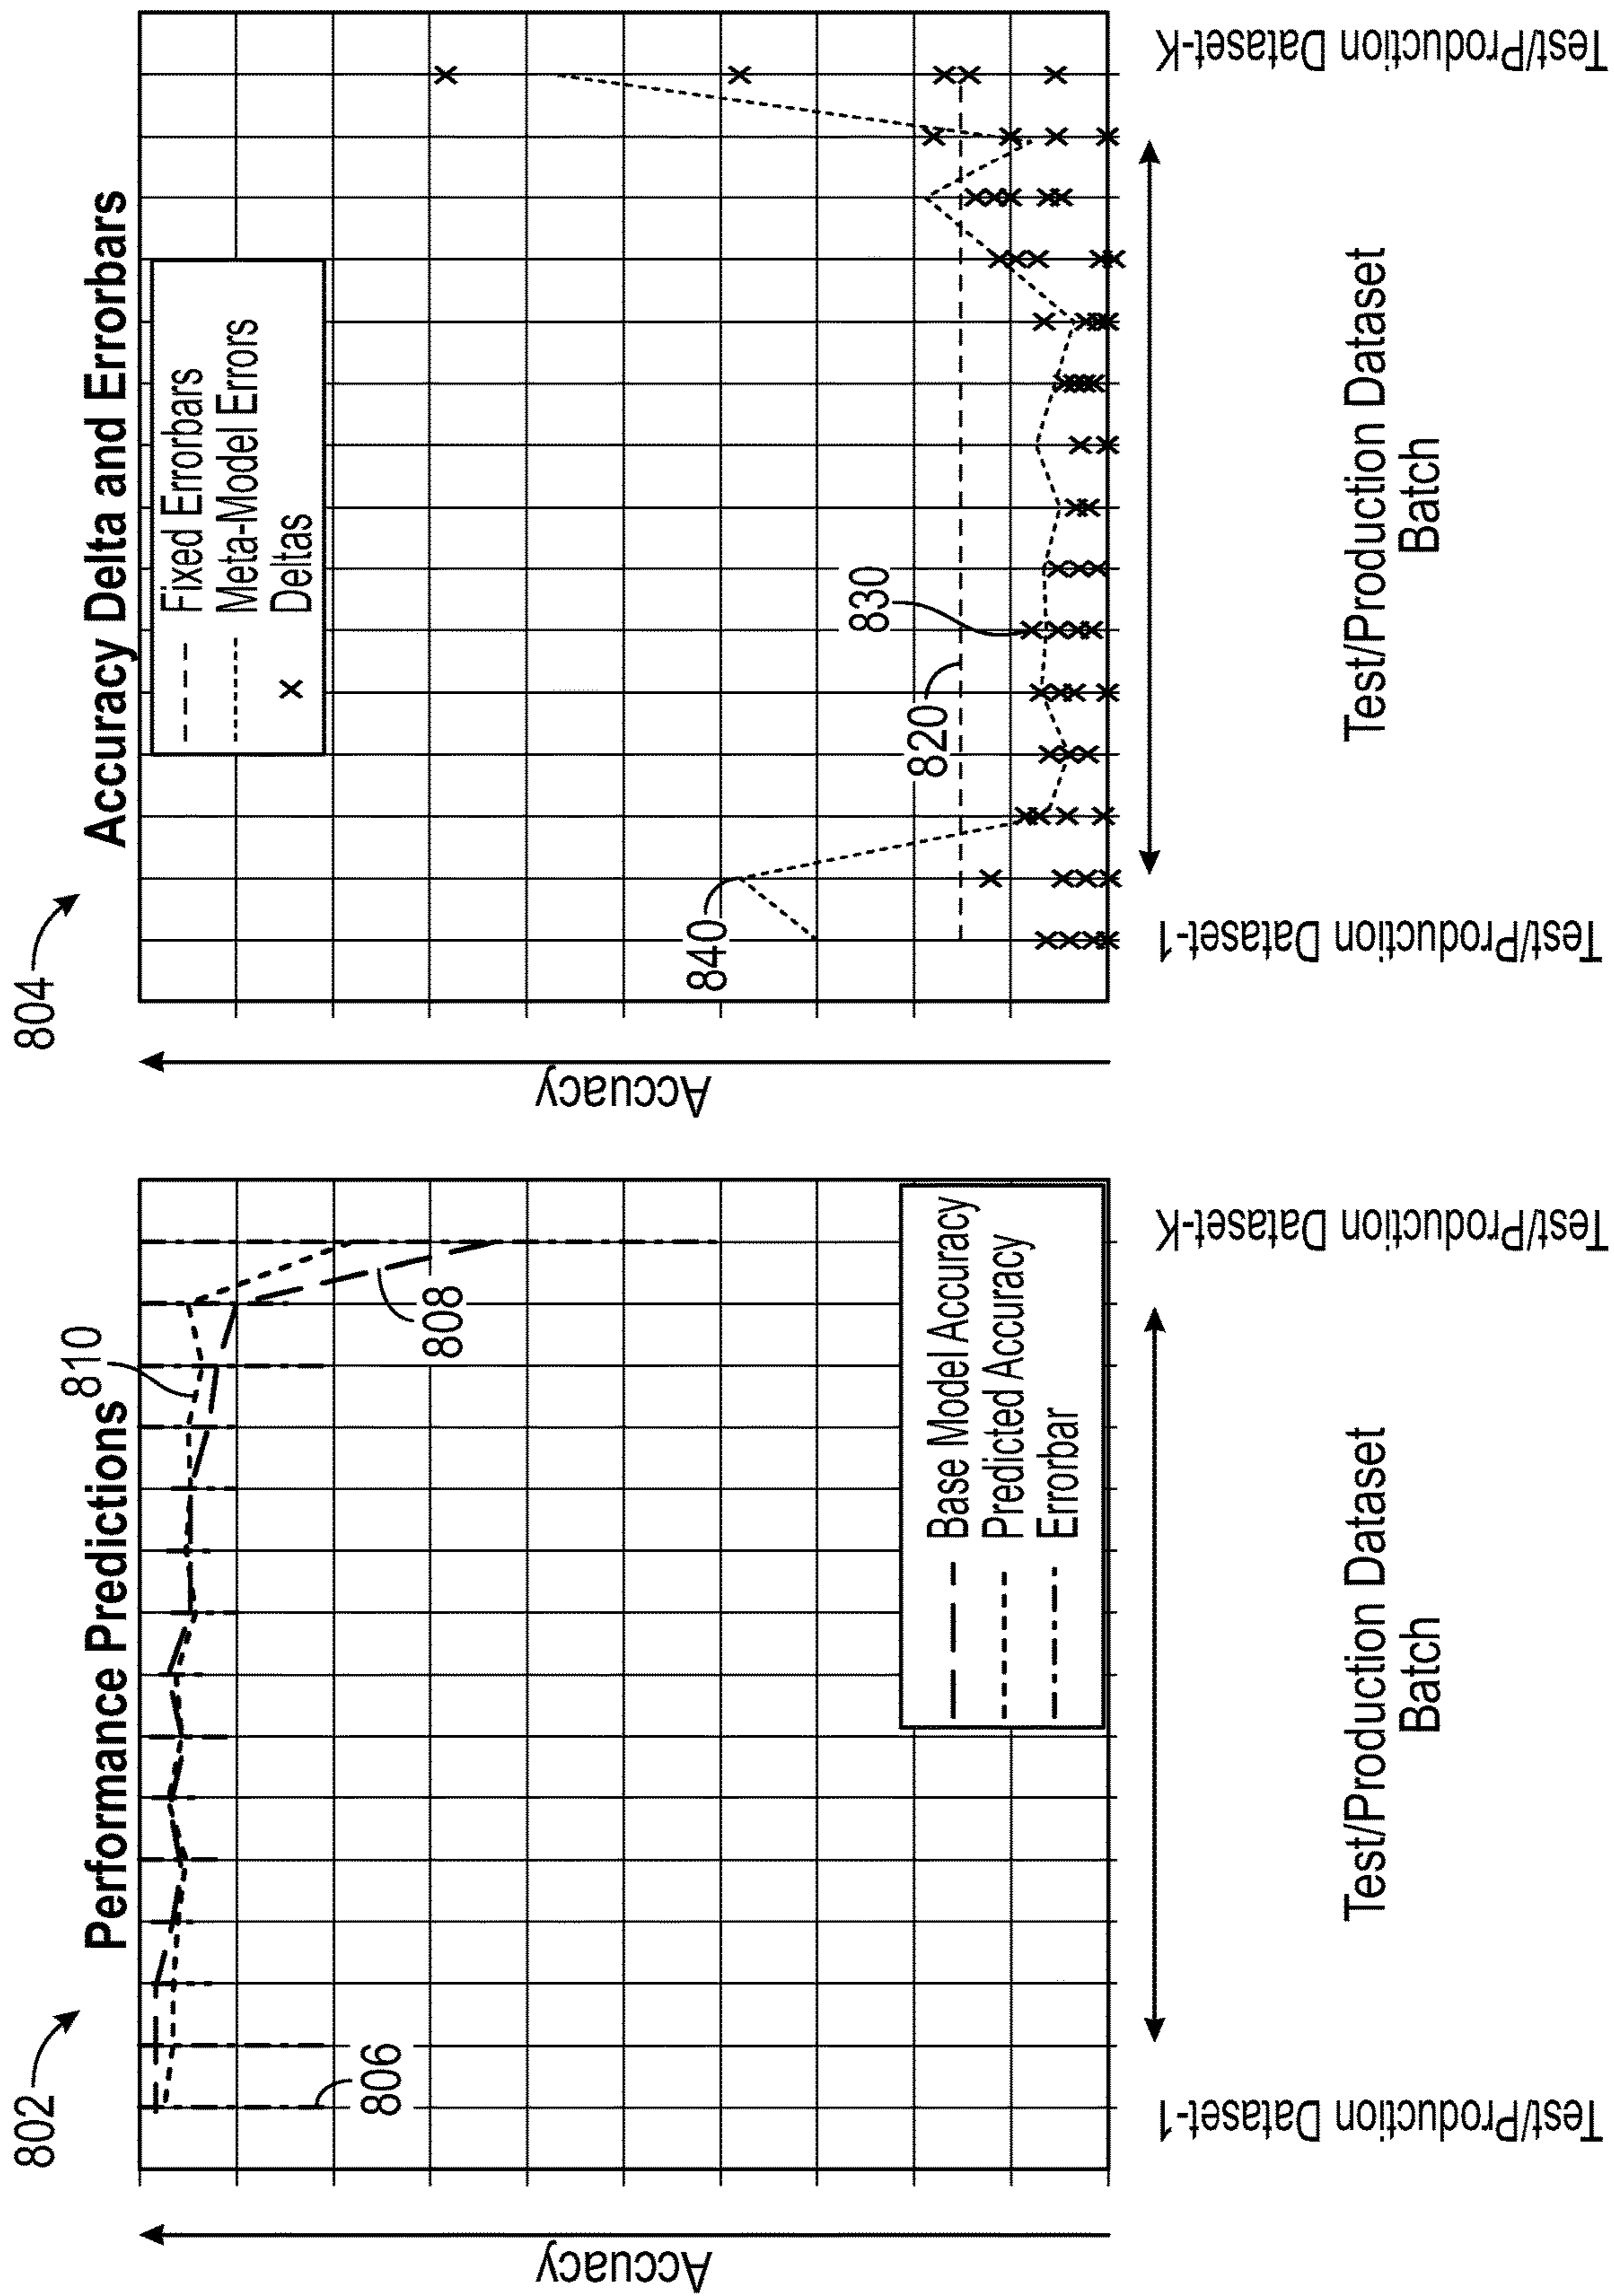 802
Performance Predictions
810
808
806
Base Model Accuracy
Predicted Accuracy
Errorbar
Accuacy
Test/Production Dataset-1
Test/Production Dataset
Batch
Test/Production Dataset-K
804
Accuracy Delta and Errorbars
Fixed Errorbars
Meta-Model Errors
Deltas
840
820
830
Accuacy
Test/Production Dataset-1
Test/Production Dataset
Batch
Test/Production Dataset-K